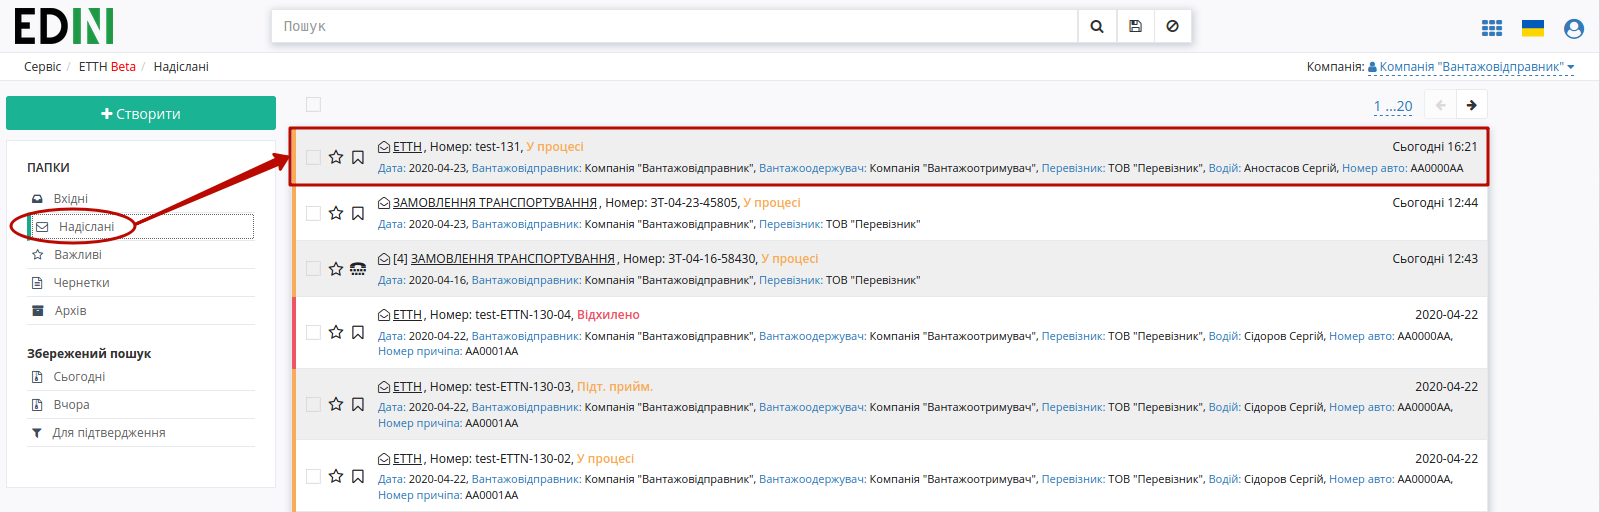 EDIN
Пошук
Сервіс / ЕТТН Beta / Надіслані
Компанія: Компанія "Вантажовідправник"
Створити
1 ...20
ПАПКИ
Вхідні
Надіслані
Важливі
Чернетки
Архів
Збережений пошук
Сьогодні
Вчора
Для підтвердження
ЕТТН , Номер: test-131, У процесі Сьогодні 16:21
Дата: 2020-04-23, Вантажовідправник: Компанія "Вантажовідправник", Вантажоодержувач: Компанія "Вантажоотримувач", Перевізник: ТОВ "Перевізник", Водій: Аностасов Сергій, Номер авто: АА0000АА
ЗАМОВЛЕННЯ ТРАНСПОРТУВАННЯ , Номер: ЗТ-04-23-45805, У процесі Сьогодні 12:44
Дата: 2020-04-23, Вантажовідправник: Компанія "Вантажовідправник", Перевізник: ТОВ "Перевізник"
[4] ЗАМОВЛЕННЯ ТРАНСПОРТУВАННЯ , Номер: ЗТ-04-16-58430, У процесі Сьогодні 12:43
Дата: 2020-04-16, Вантажовідправник: Компанія "Вантажовідправник", Перевізник: ТОВ "Перевізник"
ЕТТН , Номер: test-ETTN-130-04, Відхилено 2020-04-22
Дата: 2020-04-22, Вантажовідправник: Компанія "Вантажовідправник", Вантажоодержувач: Компанія "Вантажоотримувач", Перевізник: ТОВ "Перевізник", Водій: Сідоров Сергій, Номер авто: АА0000АА,
Номер причіпа: АА0001АА
ЕТТН , Номер: test-ETTN-130-03, Підт. прийм. 2020-04-22
Дата: 2020-04-22, Вантажовідправник: Компанія "Вантажовідправник", Вантажоодержувач: Компанія "Вантажоотримувач", Перевізник: ТОВ "Перевізник", Водій: Сідоров Сергій, Номер авто: АА0000АА,
Номер причіпа: АА0001АА
ЕТТН , Номер: test-ETTN-130-02, У процесі 2020-04-22
Дата: 2020-04-22, Вантажовідправник: Компанія "Вантажовідправник", Вантажоодержувач: Компанія "Вантажоотримувач", Перевізник: ТОВ "Перевізник", Водій: Сідоров Сергій, Номер авто: АА0000АА,
Номер причіпа: АА0001АА